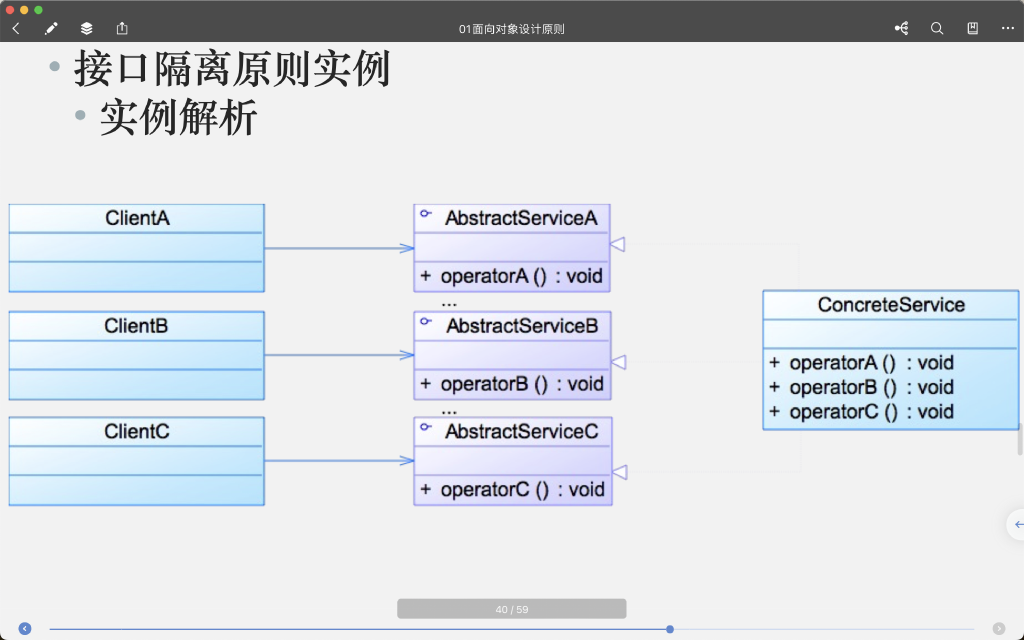 01面向对象设计原则
接口隔离原则实例
实例解析
ClientA
AbstractServiceA
+ operatorA () : void
...
ClientB
AbstractServiceB
+ operatorB () : void
...
ClientC
AbstractServiceC
+ operatorC () : void
ConcreteService
+ operatorA () : void
+ operatorB () : void
+ operatorC () : void
40 / 59